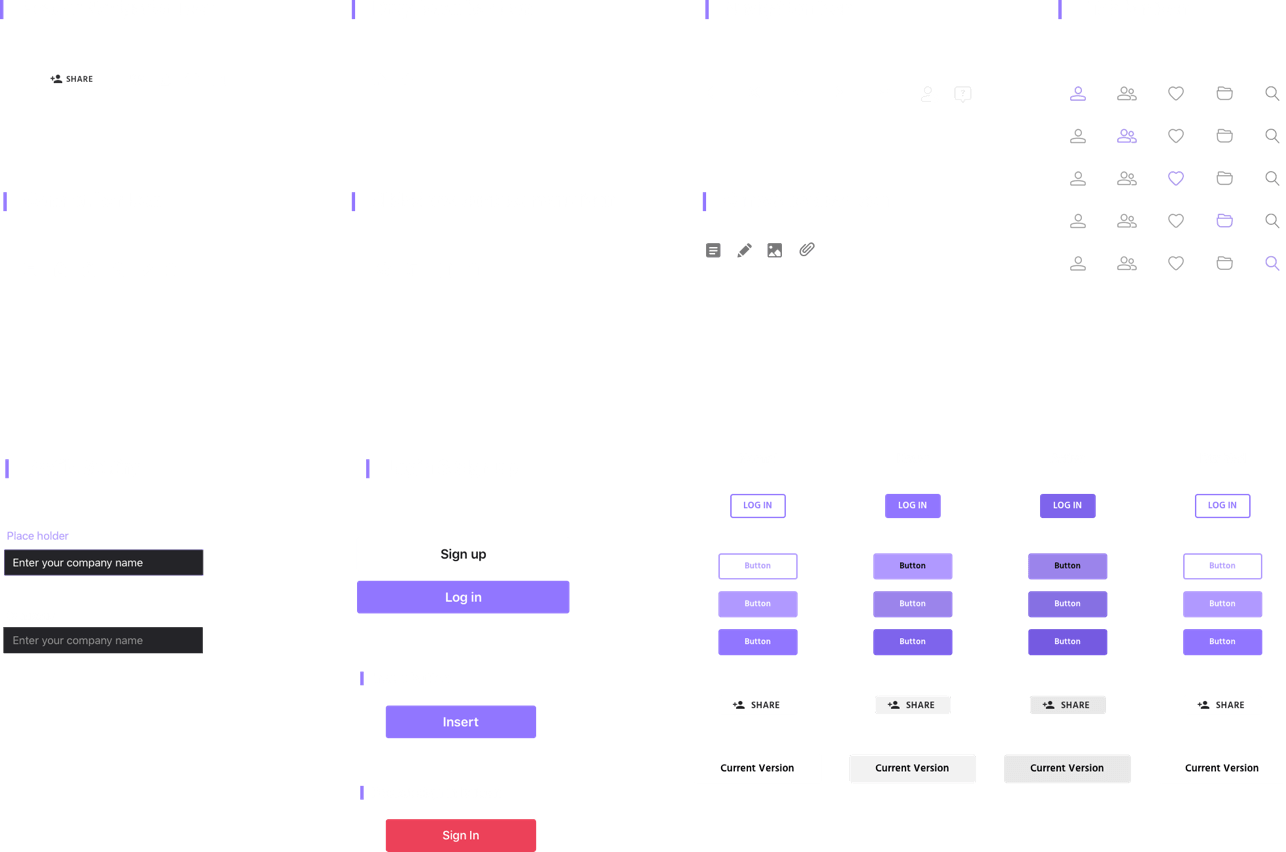 SHARE
Place holder
Enter your company name
Enter your company name
Sign up
Log in
Insert
Sign In
LOG IN LOG IN LOG IN LOG IN
Button Button Button Button
Button Button Button Button
Button Button Button Button
SHARE SHARE SHARE SHARE
Current Version Current Version Current Version Current Version